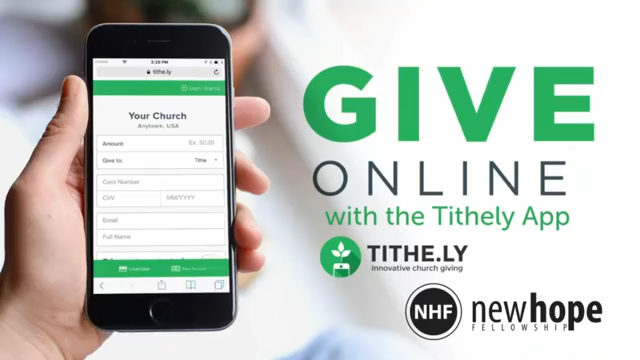 3:28 PM
tithe.ly
Your Church
Anytown, USA
Amount
Ex: 50.00
Give to:
Tithe
Card Number
CVV
MM/YYYY
Email
Full Name
GIVE
ONLINE
with the Tithely App
TITHE.LY
Innovative church giving
NHF
newhope
FELLOWSHIP